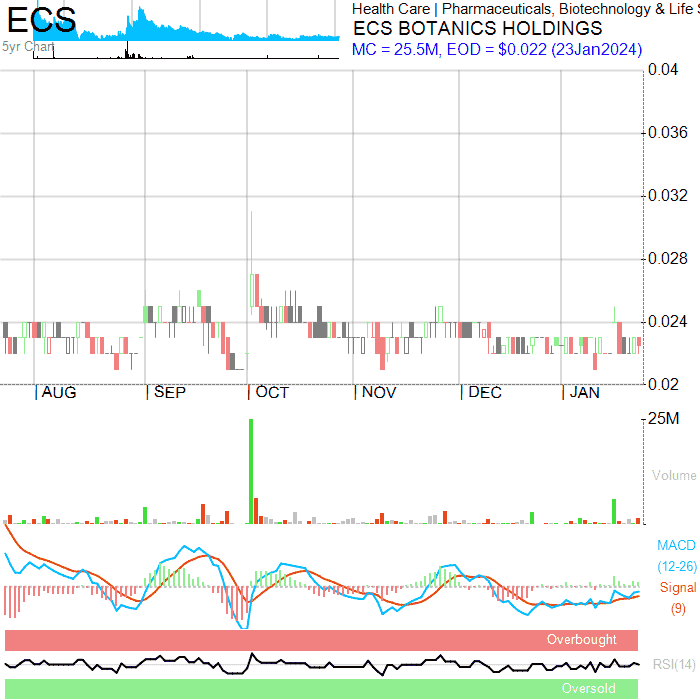 ECS
5yr Chart
Health Care | Pharmaceuticals, Biotechnology & Life S
ECS BOTANICS HOLDINGS
MC = 25.5M, EOD = $0.022 (23Jan2024)
0.04
0.036
0.032
0.028
0.024
0.02
| AUG | SEP | OCT | NOV | DEC | JAN
25M
Volume
MACD
(12-26)
Signal
(9)
Overbought
RSI(14)
Oversold